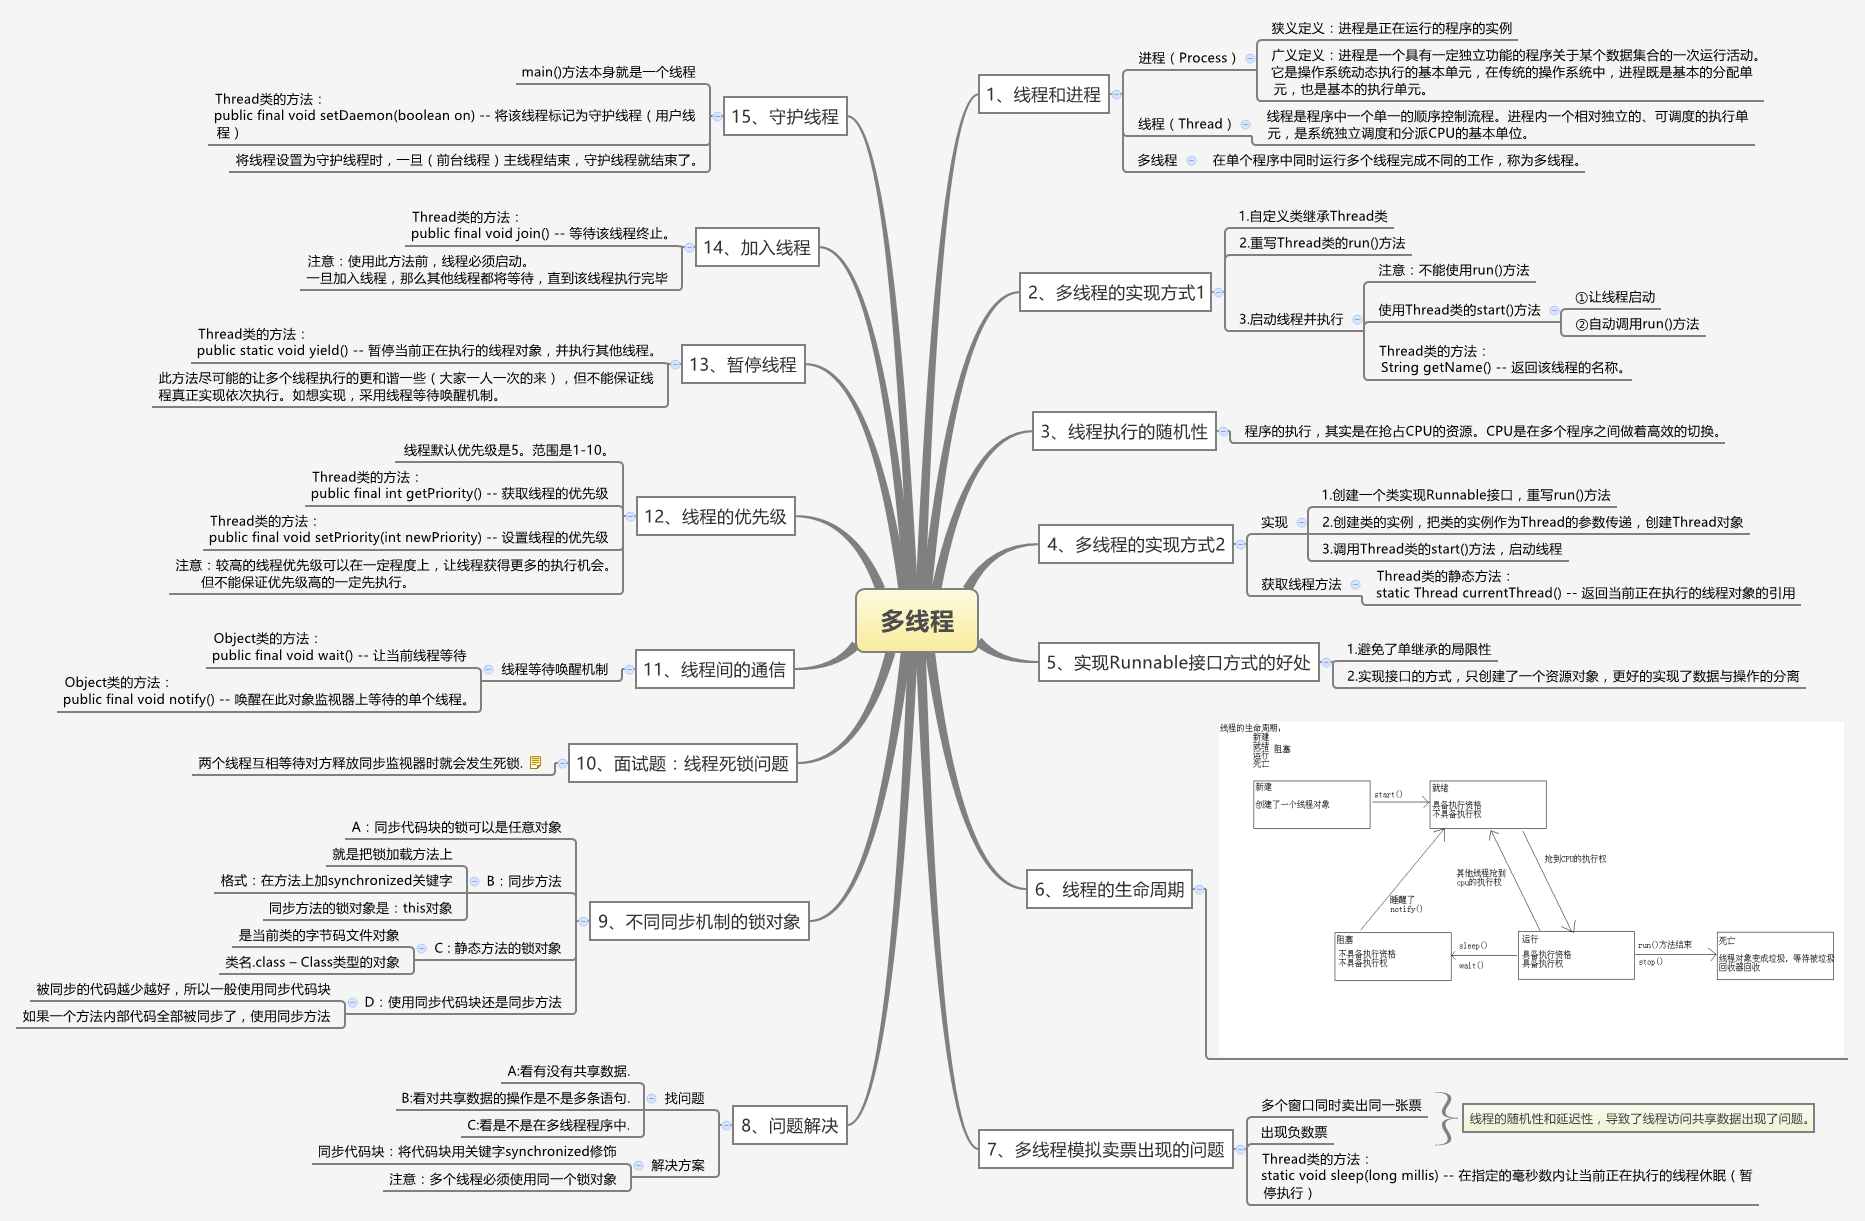 多线程
1、线程和进程
进程（Process）
狭义定义：进程是正在运行的程序的实例
广义定义：进程是一个具有一定独立功能的程序关于某个数据集合的一次运行活动。
它是操作系统动态执行的基本单元，在传统的操作系统中，进程既是基本的分配单
元，也是基本的执行单元。
线程（Thread）
线程是程序中一个单一的顺序控制流程。进程内一个相对独立的、可调度的执行单
元，是系统独立调度和分派CPU的基本单位。
多线程
在单个程序中同时运行多个线程完成不同的工作，称为多线程。
2、多线程的实现方式1
1.自定义类继承Thread类
2.重写Thread类的run()方法
3.启动线程并执行
注意：不能使用run()方法
使用Thread类的start()方法
①让线程启动
②自动调用run()方法
Thread类的方法：
String getName() -- 返回该线程的名称。
3、线程执行的随机性
程序的执行，其实是在抢占CPU的资源。CPU是在多个程序之间做着高效的切换。
4、多线程的实现方式2
实现
1.创建一个类实现Runnable接口，重写run()方法
2.创建类的实例，把类的实例作为Thread的参数传递，创建Thread对象
3.调用Thread类的start()方法，启动线程
获取线程方法
Thread类的静态方法：
static Thread currentThread() -- 返回当前正在执行的线程对象的引用
5、实现Runnable接口方式的好处
1.避免了单继承的局限性
2.实现接口的方式，只创建了一个资源对象，更好的实现了数据与操作的分离
6、线程的生命周期
线程的生命周期：
新建
就绪
运行
死亡
阻塞
新建
创建了一个线程对象
start()
就绪
具备执行资格
不具备执行权
抢到CPU的执行权
其他线程抢到
cpu的执行权
睡醒了
notify()
阻塞
不具备执行资格
不具备执行权
sleep()
wait()
运行
具备执行资格
具备执行权
run()方法结束
stop()
死亡
线程对象变成垃圾，等待被垃圾
回收器回收
7、多线程模拟卖票出现的问题
多个窗口同时卖出同一张票
出现负数票
线程的随机性和延迟性，导致了线程访问共享数据出现了问题。
Thread类的方法：
static void sleep(long millis) -- 在指定的毫秒数内让当前正在执行的线程休眠（暂
停执行）
8、问题解决
找问题
A:看有没有共享数据.
B:看对共享数据的操作是不是多条语句.
C:看是不是在多线程程序中.
解决方案
同步代码块：将代码块用关键字synchronized修饰
注意：多个线程必须使用同一个锁对象
9、不同同步机制的锁对象
A：同步代码块的锁可以是任意对象
B：同步方法
就是把锁加载方法上
格式：在方法上加synchronized关键字
同步方法的锁对象是：this对象
C : 静态方法的锁对象
是当前类的字节码文件对象
类名.class – Class类型的对象
D：使用同步代码块还是同步方法
被同步的代码越少越好，所以一般使用同步代码块
如果一个方法内部代码全部被同步了，使用同步方法
10、面试题：线程死锁问题
两个线程互相等待对方释放同步监视器时就会发生死锁.
11、线程间的通信
线程等待唤醒机制
Object类的方法：
public final void wait() -- 让当前线程等待
Object类的方法：
public final void notify() -- 唤醒在此对象监视器上等待的单个线程。
12、线程的优先级
线程默认优先级是5。范围是1-10。
Thread类的方法：
public final int getPriority() -- 获取线程的优先级
Thread类的方法：
public final void setPriority(int newPriority) -- 设置线程的优先级
注意：较高的线程优先级可以在一定程度上，让线程获得更多的执行机会。
但不能保证优先级高的一定先执行。
13、暂停线程
Thread类的方法：
public static void yield() -- 暂停当前正在执行的线程对象，并执行其他线程。
此方法尽可能的让多个线程执行的更和谐一些（大家一人一次的来），但不能保证线
程真正实现依次执行。如想实现，采用线程等待唤醒机制。
14、加入线程
Thread类的方法：
public final void join() -- 等待该线程终止。
注意：使用此方法前，线程必须启动。
一旦加入线程，那么其他线程都将等待，直到该线程执行完毕
15、守护线程
main()方法本身就是一个线程
Thread类的方法：
public final void setDaemon(boolean on) -- 将该线程标记为守护线程（用户线
程）
将线程设置为守护线程时，一旦（前台线程）主线程结束，守护线程就结束了。